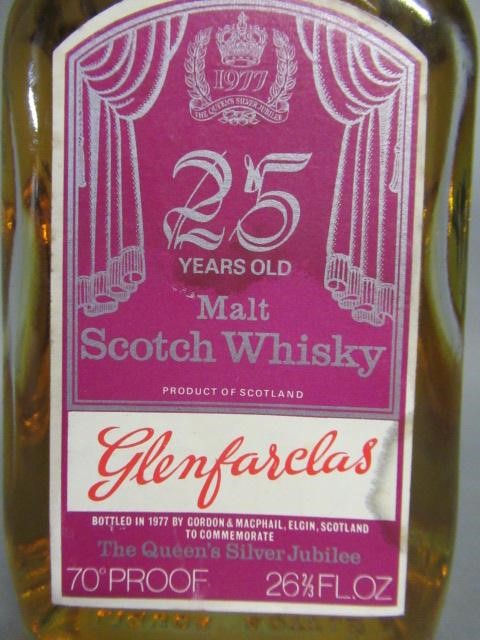 1977
THE QUEEN'S SILVER JUBILEE
25
YEARS OLD
Malt
Scotch Whisky
PRODUCT OF SCOTLAND
Glenfarclas
BOTTLED IN 1977 BY GORDON & MACPHAIL, ELGIN, SCOTLAND
TO COMMEMORATE
The Queen's Silver Jubilee
70° PROOF 26⅔ FL.OZ